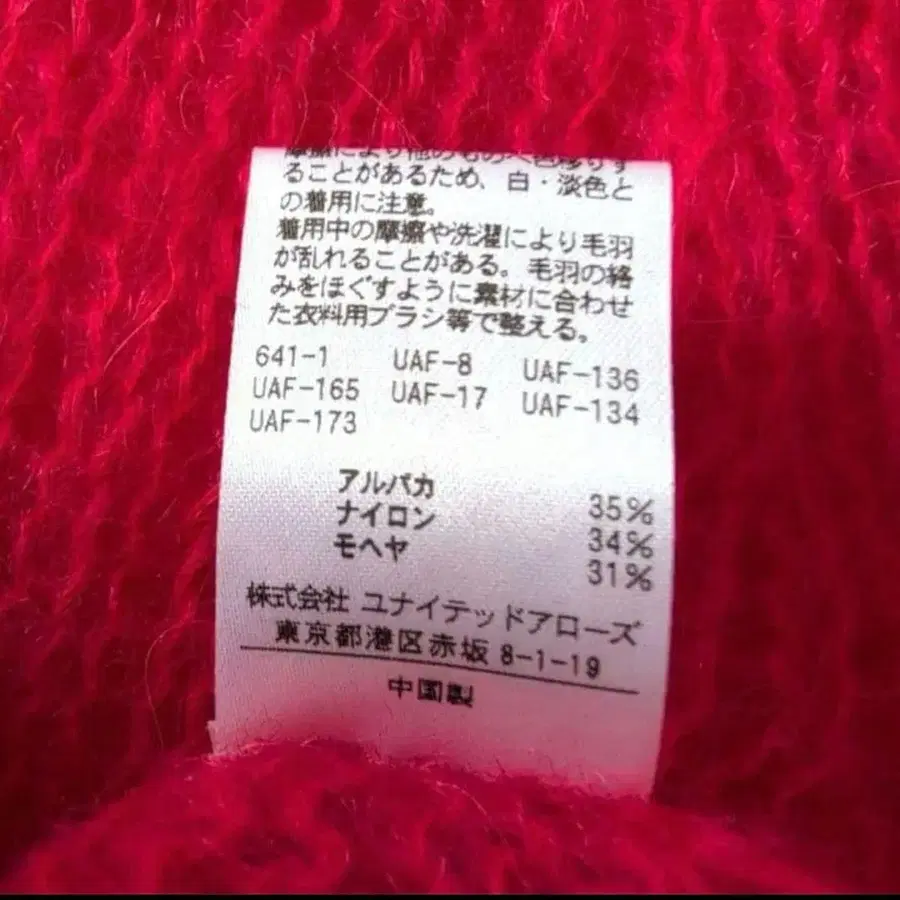 摩擦により他のものへ色移りす
ることがあるため、白・淡色と
の着用に注意。
着用中の摩擦や洗濯により毛羽
が乱れることがある。毛羽の絡
みをほぐすように素材に合わせ
た衣料用ブラシ等で整える。
641-1 UAF-8 UAF-136
UAF-165 UAF-17 UAF-134
UAF-173
アルパカ 35%
ナイロン 34%
モヘヤ 31%
株式会社 ユナイテッドアローズ
東京都港区赤坂 8-1-19
中国製